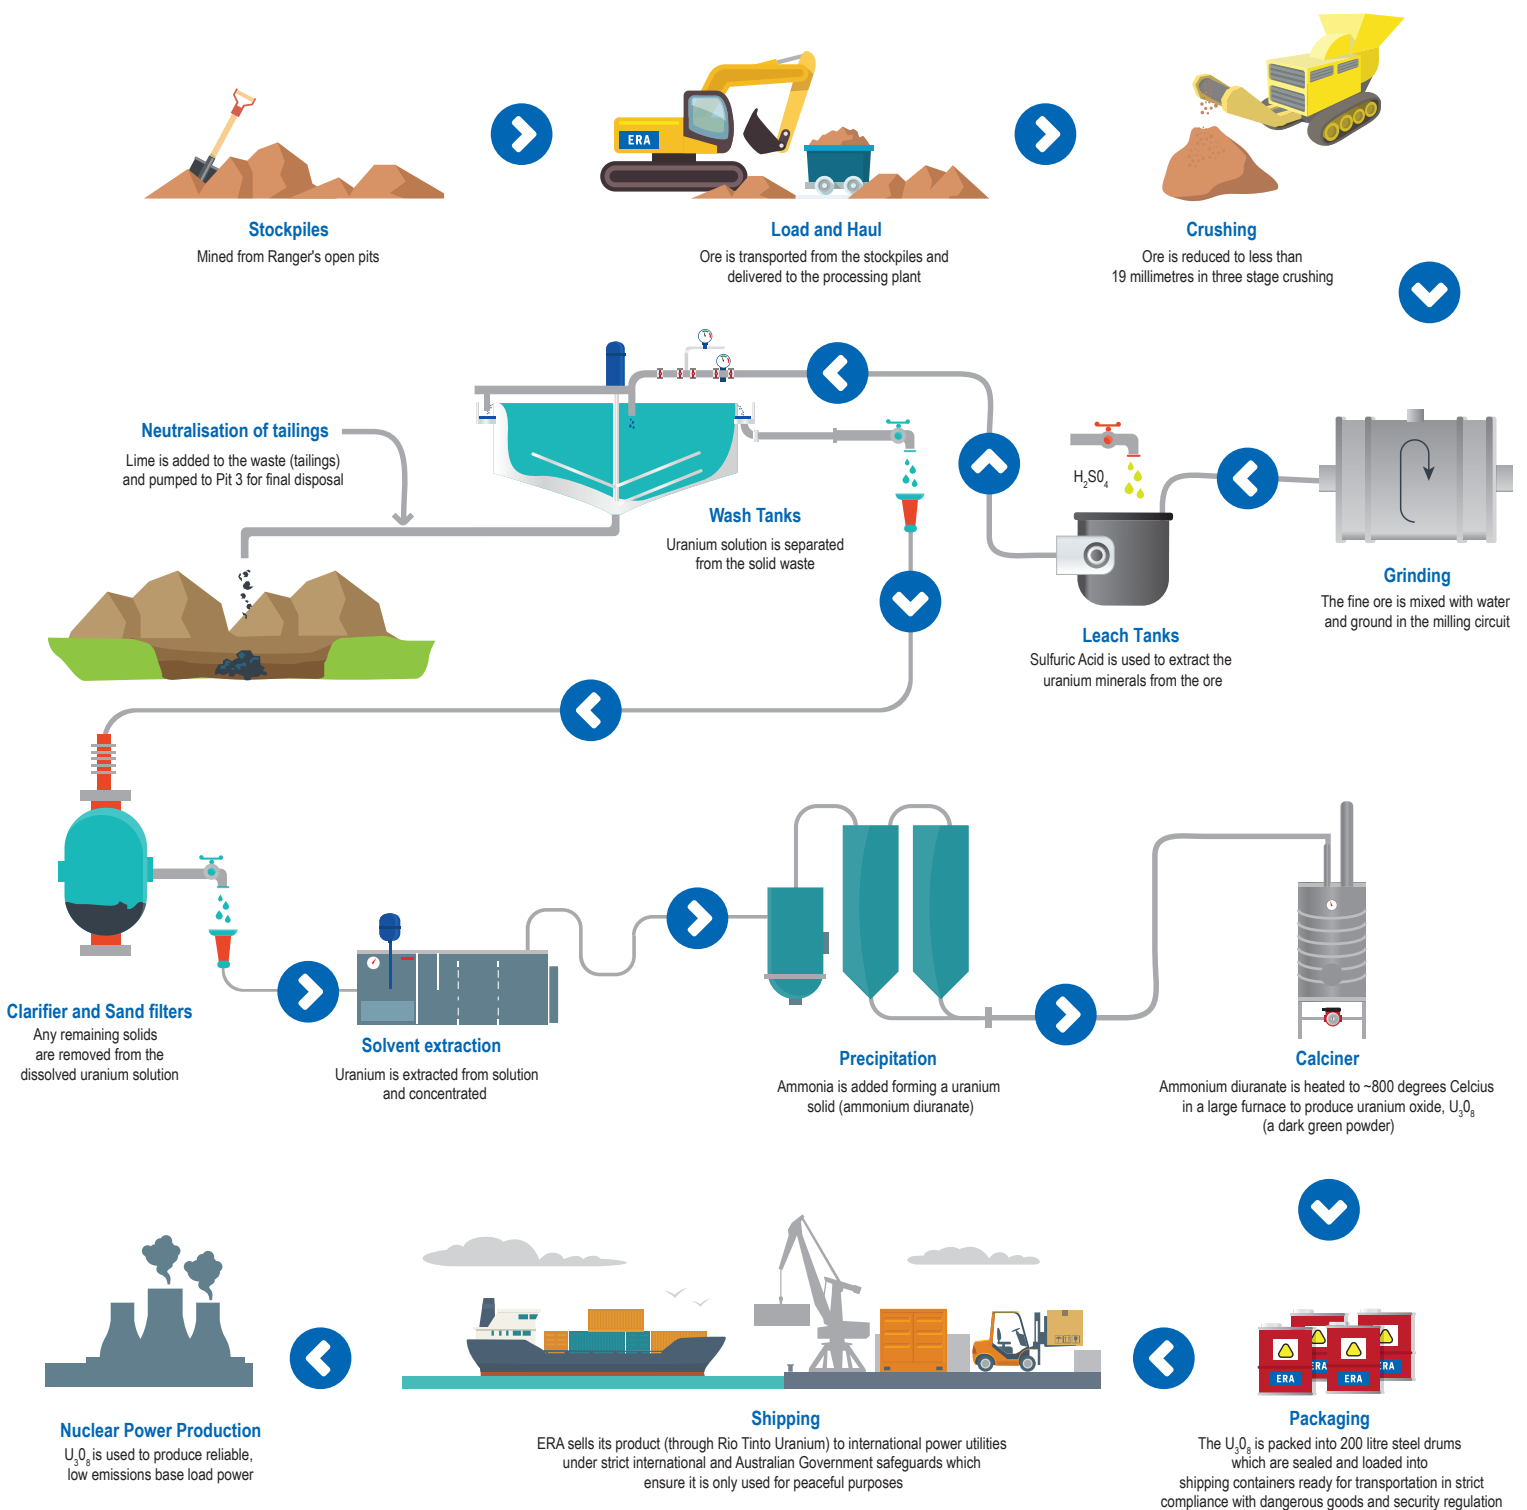 ERA
Stockpiles
Mined from Ranger's open pits
Load and Haul
Ore is transported from the stockpiles and
delivered to the processing plant
Crushing
Ore is reduced to less than
19 millimetres in three stage crushing
Neutralisation of tailings
Lime is added to the waste (tailings)
and pumped to Pit 3 for final disposal
Wash Tanks
Uranium solution is separated
from the solid waste
H₂S0₄
Leach Tanks
Sulfuric Acid is used to extract the
uranium minerals from the ore
Grinding
The fine ore is mixed with water
and ground in the milling circuit
Clarifier and Sand filters
Any remaining solids
are removed from the
dissolved uranium solution
Solvent extraction
Uranium is extracted from solution
and concentrated
Precipitation
Ammonia is added forming a uranium
solid (ammonium diuranate)
Calciner
Ammonium diuranate is heated to ~800 degrees Celcius
in a large furnace to produce uranium oxide, U₃0₈
(a dark green powder)
Nuclear Power Production
U₃0₈ is used to produce reliable,
low emissions base load power
Shipping
ERA sells its product (through Rio Tinto Uranium) to international power utilities
under strict international and Australian Government safeguards which
ensure it is only used for peaceful purposes
ERA
ERA
ERA
ERA
Packaging
The U₃0₈ is packed into 200 litre steel drums
which are sealed and loaded into
shipping containers ready for transportation in strict
compliance with dangerous goods and security regulation